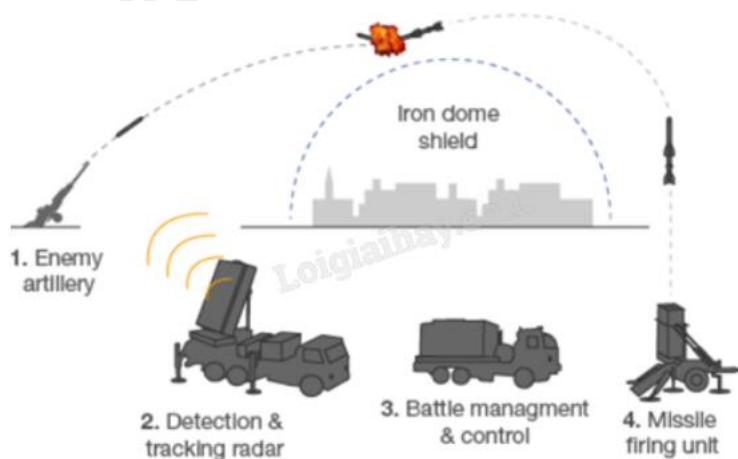 Iron dome
shield
1. Enemy
artillery
Loigiaihay.com
2. Detection &
tracking radar
3. Battle managment
& control
4. Missile
firing unit